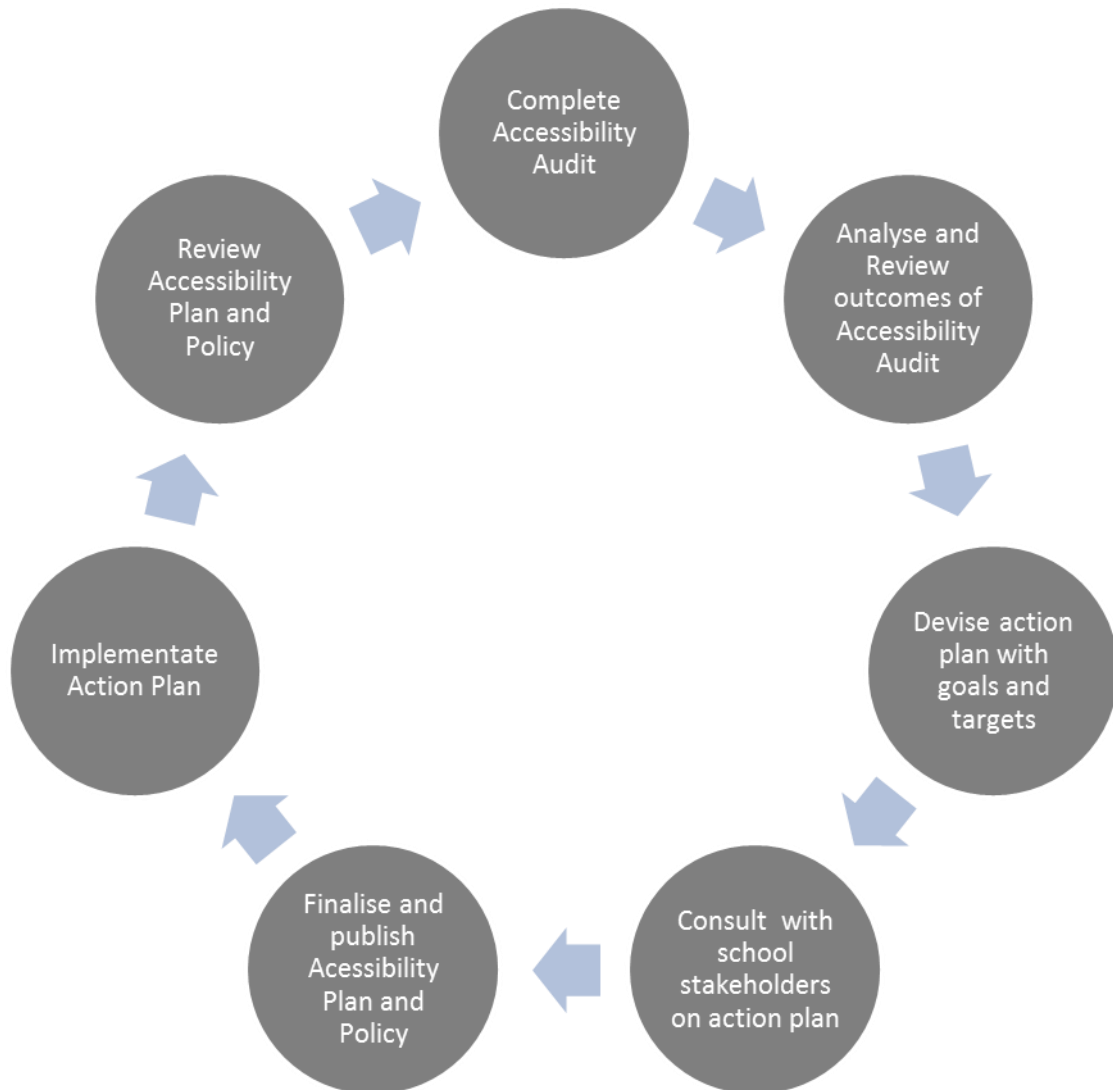 Complete
Accessibility
Audit
Analyse and
Review
outcomes of
Accessibility
Audit
Devise action
plan with
goals and
targets
Consult  with
school
stakeholders
on action plan
Finalise and
publish
Acessibility
Plan and
Policy
Implementate
Action Plan
Review
Accessibility
Plan and
Policy